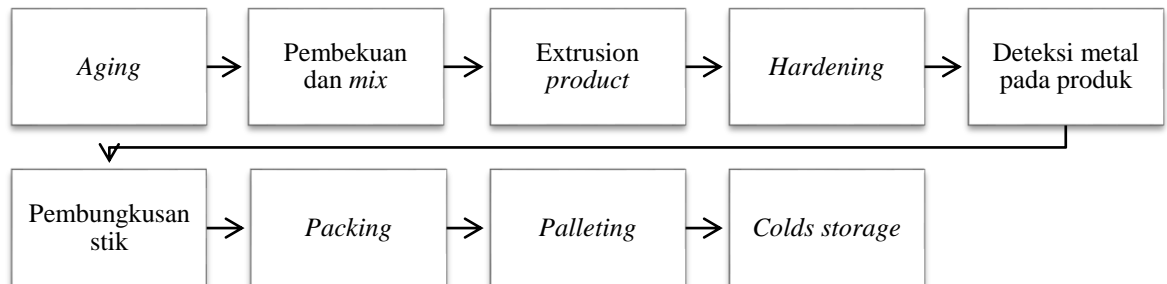 Aging
Pembekuan
dan mix
Extrusion
product
Hardening
Deteksi metal
pada produk
Pembungkusan
stik
Packing
Palleting
Colds storage